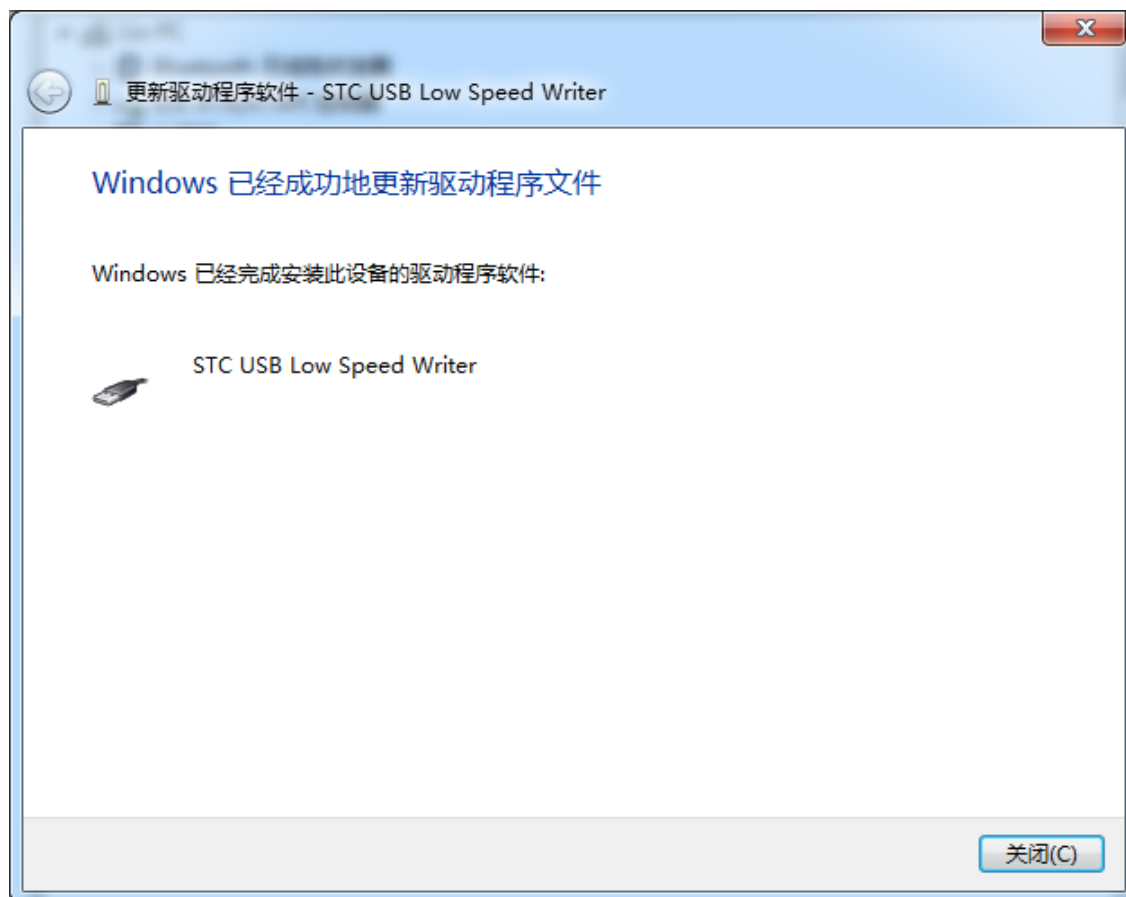 更新驱动程序软件 - STC USB Low Speed Writer
Windows 已经成功地更新驱动程序文件
Windows 已经完成安装此设备的驱动程序软件:
STC USB Low Speed Writer
关闭(C)